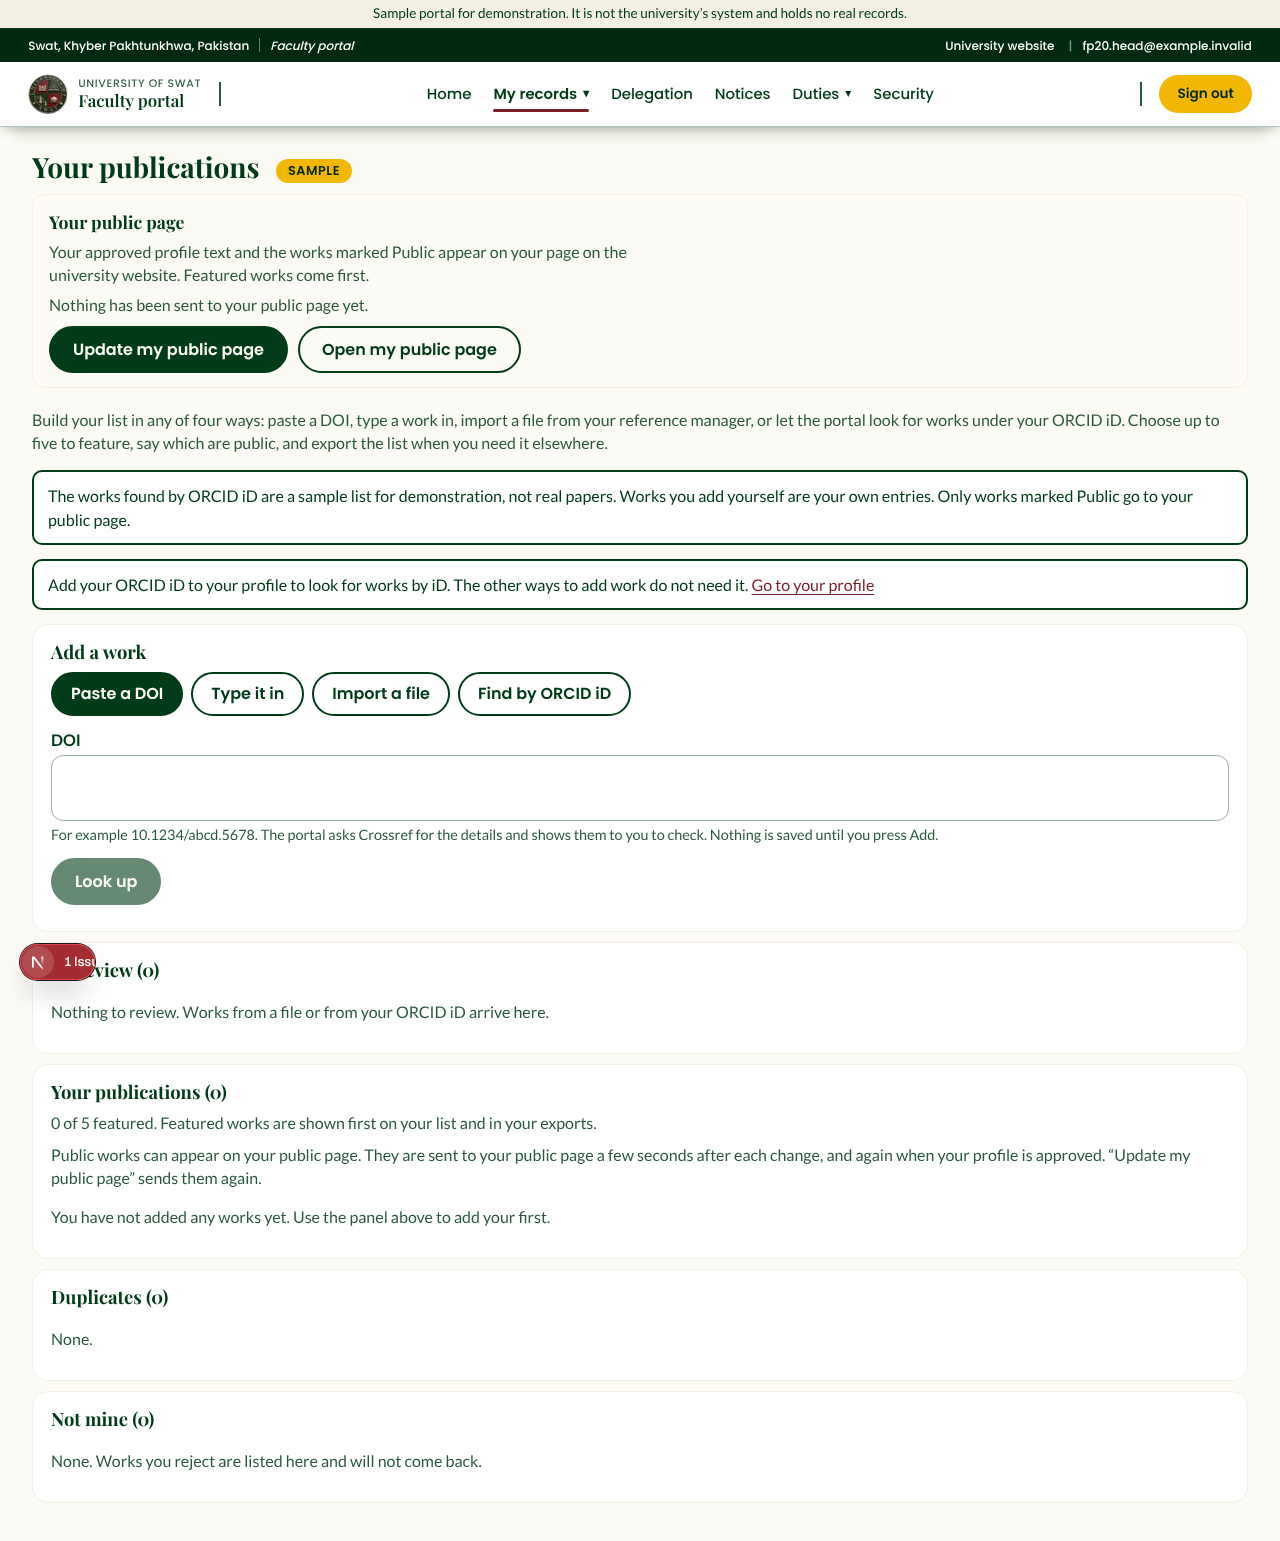 Sample portal for demonstration. It is not the university’s system and holds no real records.
Swat, Khyber Pakhtunkhwa, Pakistan | Faculty portal
University website | fp20.head@example.invalid
UNIVERSITY OF SWAT
Faculty portal
Home My records ▾ Delegation Notices Duties ▾ Security
Sign out
Your publications SAMPLE
Your public page
Your approved profile text and the works marked Public appear on your page on the
university website. Featured works come first.
Nothing has been sent to your public page yet.
Update my public page Open my public page
Build your list in any of four ways: paste a DOI, type a work in, import a file from your reference manager, or let the portal look for works under your ORCID iD. Choose up to
five to feature, say which are public, and export the list when you need it elsewhere.
The works found by ORCID iD are a sample list for demonstration, not real papers. Works you add yourself are your own entries. Only works marked Public go to your
public page.
Add your ORCID iD to your profile to look for works by iD. The other ways to add work do not need it. Go to your profile
Add a work
Paste a DOI Type it in Import a file Find by ORCID iD
DOI
For example 10.1234/abcd.5678. The portal asks Crossref for the details and shows them to you to check. Nothing is saved until you press Add.
Look up
N 1 Issu
view (0)
Nothing to review. Works from a file or from your ORCID iD arrive here.
Your publications (0)
0 of 5 featured. Featured works are shown first on your list and in your exports.
Public works can appear on your public page. They are sent to your public page a few seconds after each change, and again when your profile is approved. “Update my
public page” sends them again.
You have not added any works yet. Use the panel above to add your first.
Duplicates (0)
None.
Not mine (0)
None. Works you reject are listed here and will not come back.